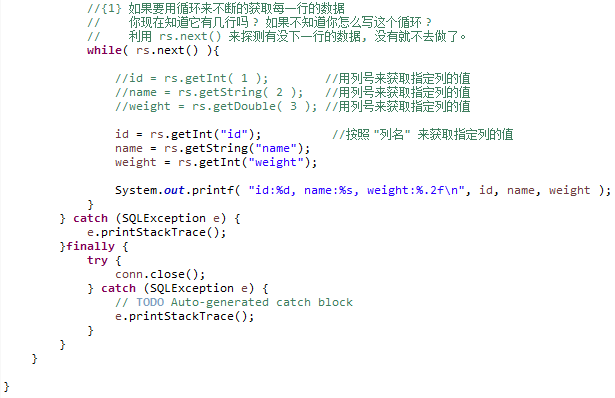 //{1} 如果要用循环来不断的获取每一行的数据
//    你现在知道它有几行吗 ? 如果不知道你怎么写这个循环 ?
//    利用 rs.next() 来探测有没下一行的数据, 没有就不去做了。
while( rs.next() ){
//id = rs.getInt( 1 );        //用列号来获取指定列的值
//name = rs.getString( 2 );   //用列号来获取指定列的值
//weight = rs.getDouble( 3 ); //用列号来获取指定列的值
id = rs.getInt("id");          //按照 "列名" 来获取指定列的值
name = rs.getString("name");
weight = rs.getInt("weight");
System.out.printf( "id:%d, name:%s, weight:%.2f\n", id, name, weight );
}
} catch (SQLException e) {
e.printStackTrace();
}finally {
try {
conn.close();
} catch (SQLException e) {
// TODO Auto-generated catch block
e.printStackTrace();
}
}
}
}